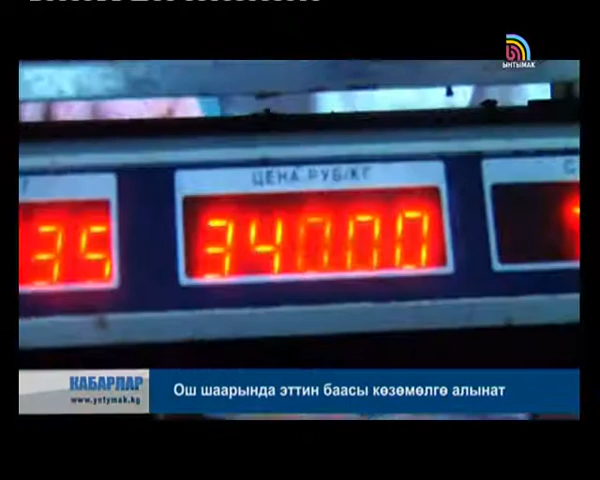 ЫНТЫМАК
ЦЕНА РУБ/КГ
35
34000
КАБАРЛАР
www.yntymak.kg
Ош шаарында эттин баасы көзөмөлгө алынат